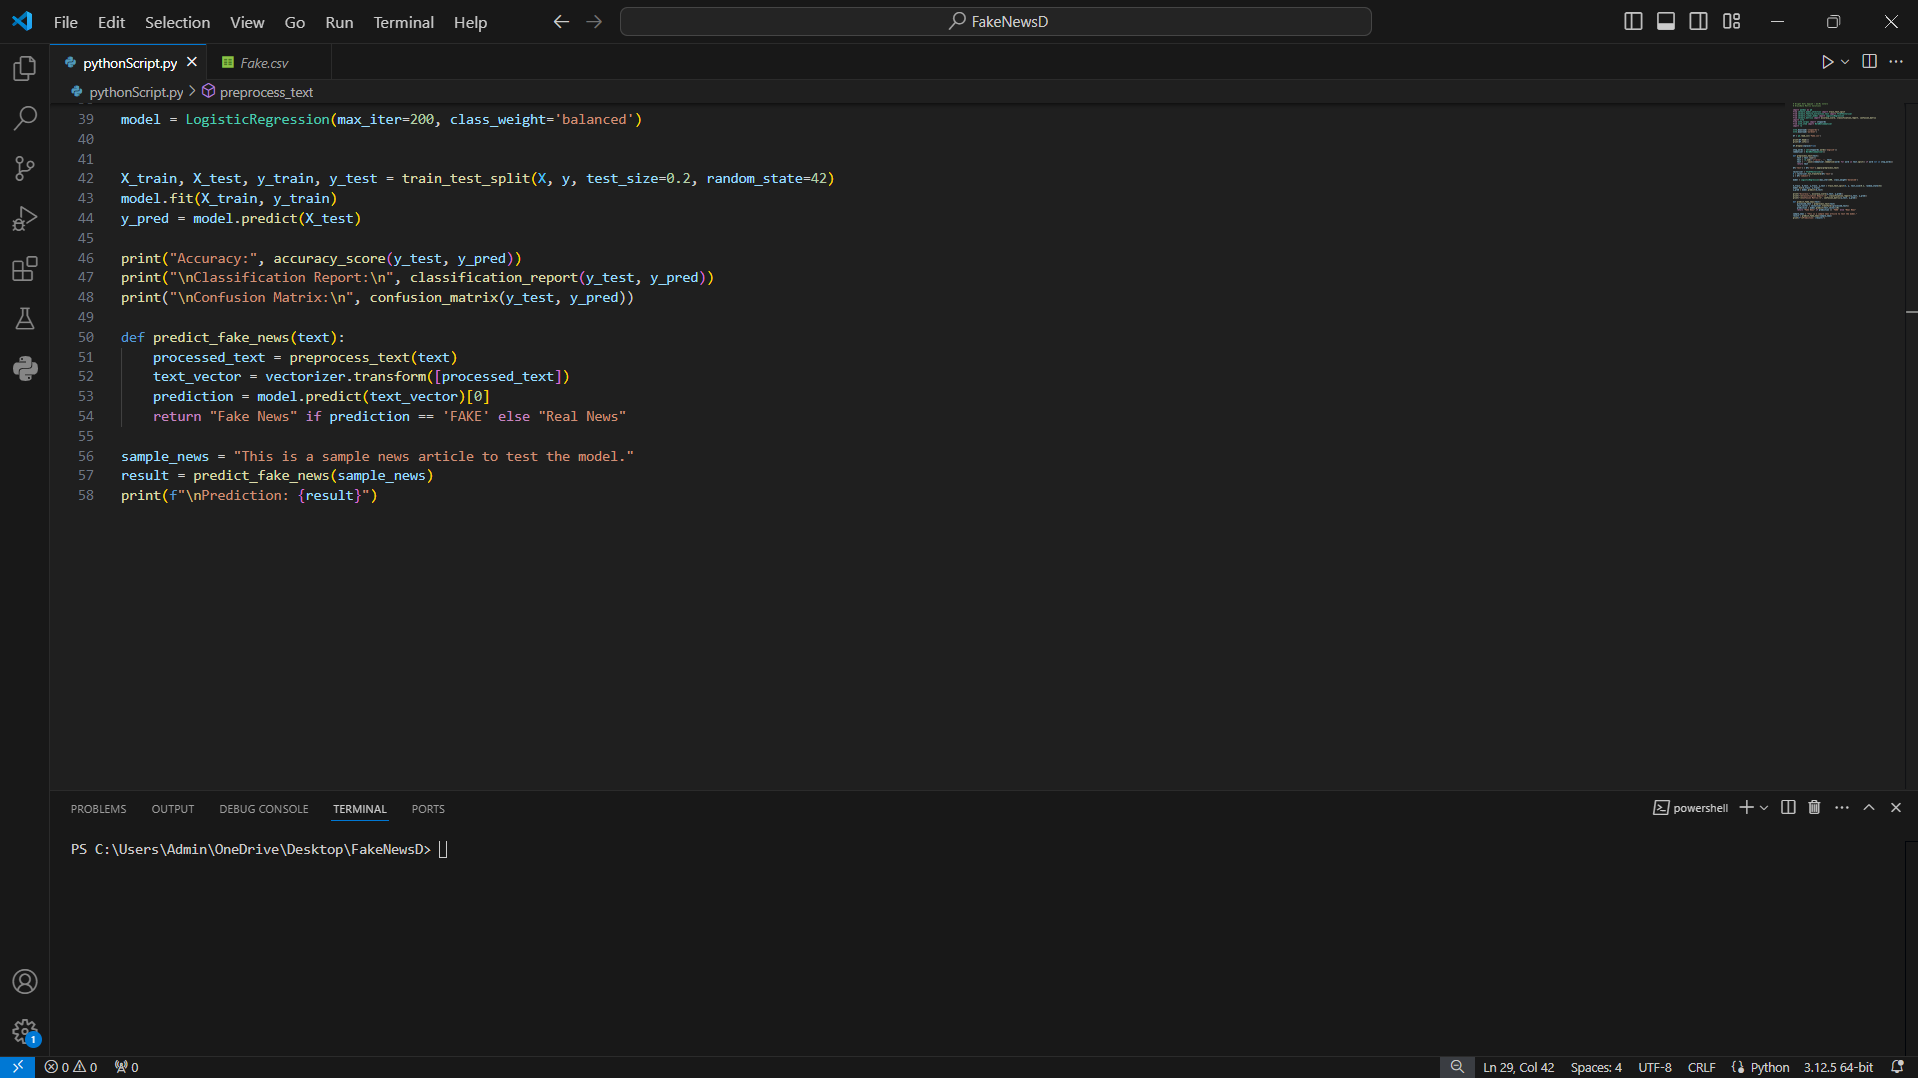 File Edit Selection View Go Run Terminal Help FakeNewsD
pythonScript.py Fake.csv
pythonScript.py > preprocess_text
39 model = LogisticRegression(max_iter=200, class_weight='balanced')
40
41
42 X_train, X_test, y_train, y_test = train_test_split(X, y, test_size=0.2, random_state=42)
43 model.fit(X_train, y_train)
44 y_pred = model.predict(X_test)
45
46 print("Accuracy:", accuracy_score(y_test, y_pred))
47 print("\nClassification Report:\n", classification_report(y_test, y_pred))
48 print("\nConfusion Matrix:\n", confusion_matrix(y_test, y_pred))
49
50 def predict_fake_news(text):
51     processed_text = preprocess_text(text)
52     text_vector = vectorizer.transform([processed_text])
53     prediction = model.predict(text_vector)[0]
54     return "Fake News" if prediction == 'FAKE' else "Real News"
55
56 sample_news = "This is a sample news article to test the model."
57 result = predict_fake_news(sample_news)
58 print(f"\nPrediction: {result}")
PROBLEMS OUTPUT DEBUG CONSOLE TERMINAL PORTS powershell
PS C:\Users\Admin\OneDrive\Desktop\FakeNewsD>
1
0 0 0 Ln 29, Col 42 Spaces: 4 UTF-8 CRLF Python 3.12.5 64-bit